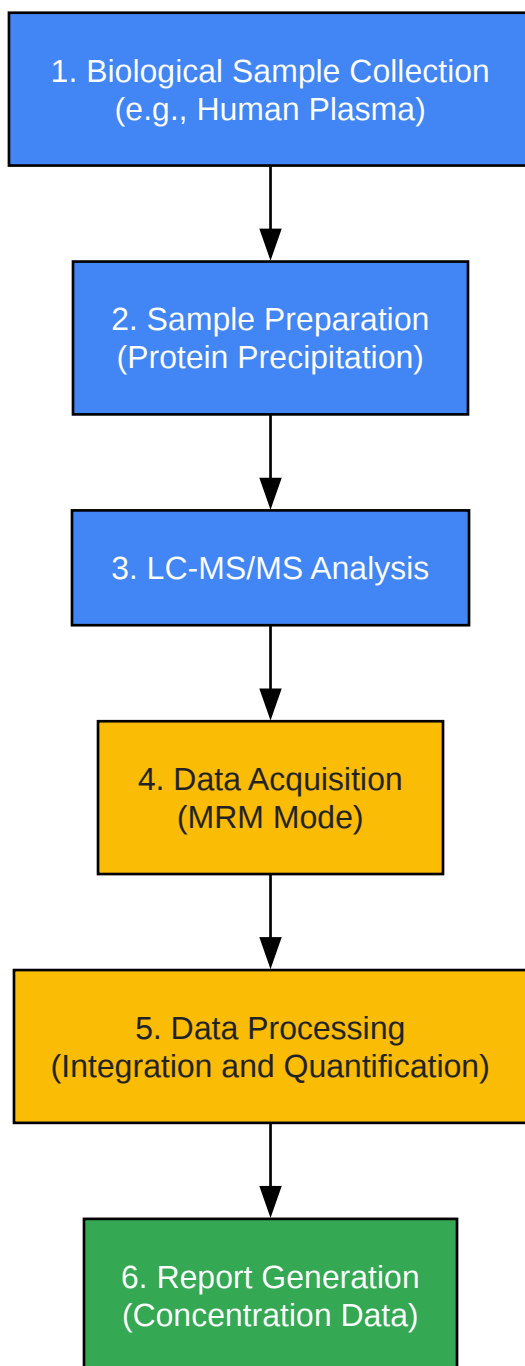 1. Biological Sample Collection
(e.g., Human Plasma)
2. Sample Preparation
(Protein Precipitation)
3. LC-MS/MS Analysis
4. Data Acquisition
(MRM Mode)
5. Data Processing
(Integration and Quantification)
6. Report Generation
(Concentration Data)